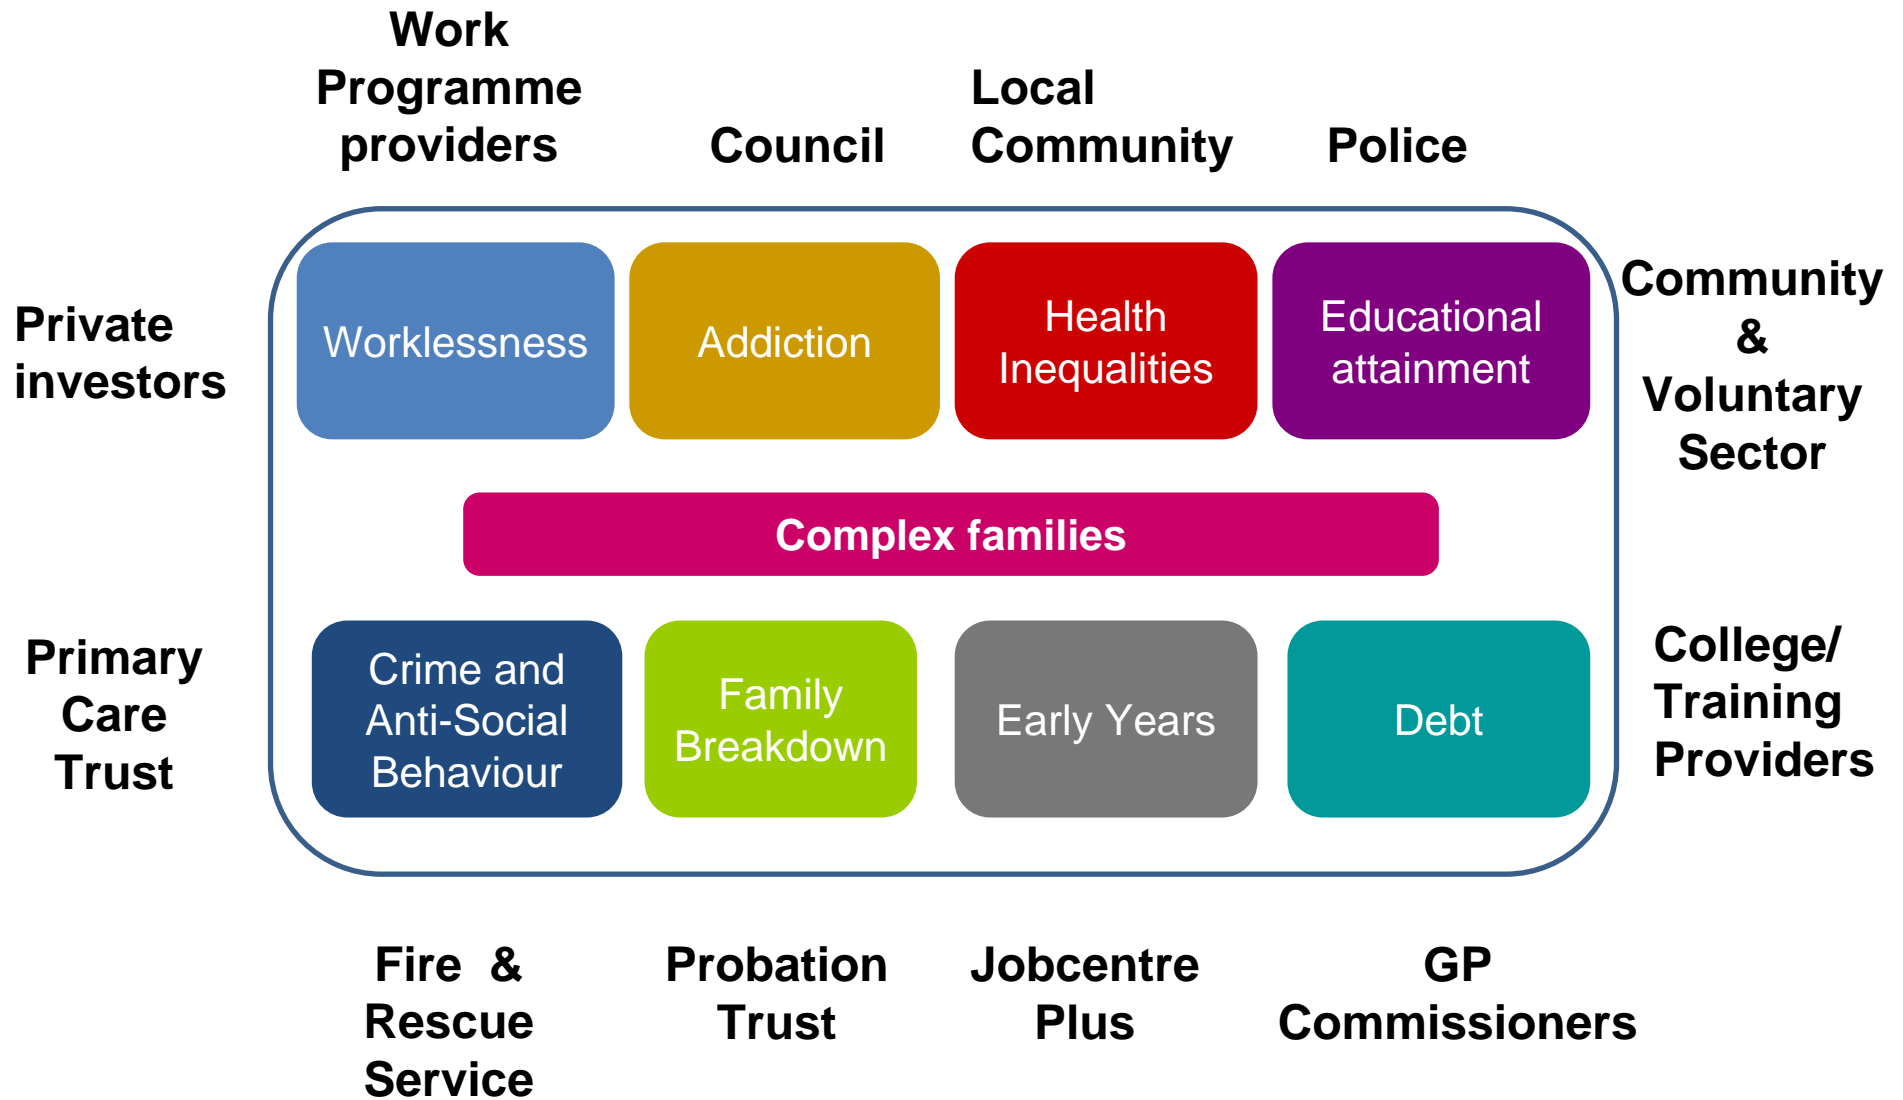 Work
Programme
providers
Council
Local
Community
Police
Private
investors
Worklessness
Addiction
Health
Inequalities
Educational
attainment
Community
&
Voluntary
Sector
Complex families
Primary
Care
Trust
Crime and
Anti-Social
Behaviour
Family
Breakdown
Early Years
Debt
College/
Training
Providers
Fire & 
Rescue
Service
Probation
Trust
Jobcentre
Plus
GP
Commissioners